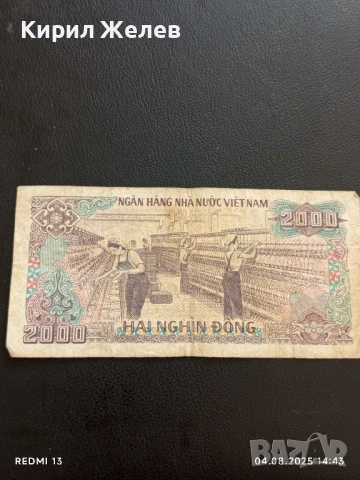 Кирил Желев
NGÂN HÀNG NHÀ NƯỚC VIỆT NAM
2000
2000
HAI NGHÌN ĐỒNG
REDMI 13
04.08.2025 14:43
BAZAR